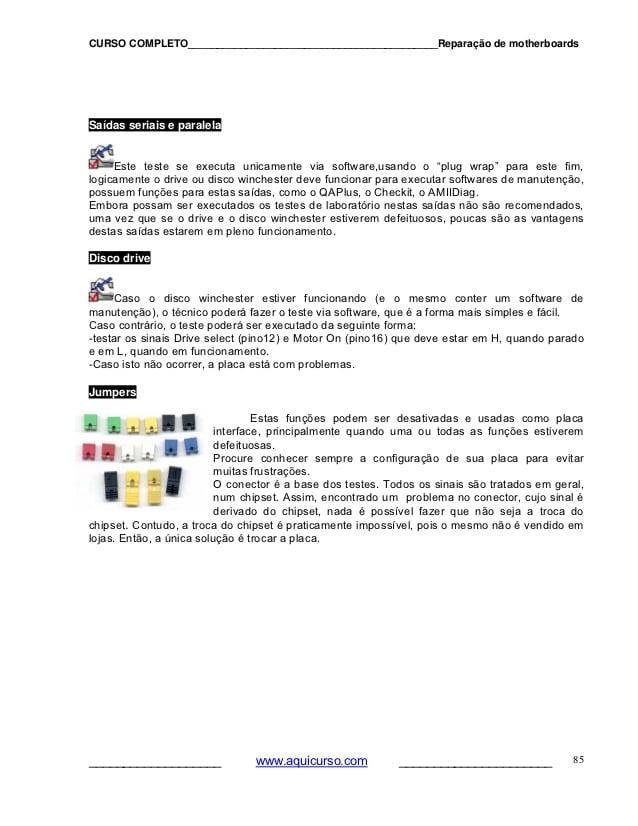 CURSO COMPLETO__________________________________________Reparação de motherboards
Saídas seriais e paralela
Este teste se executa unicamente via software,usando o “plug wrap” para este fim,
logicamente o drive ou disco winchester deve funcionar para executar softwares de manutenção,
possuem funções para estas saídas, como o QAPlus, o Checkit, o AMIIDiag.
Embora possam ser executados os testes de laboratório nestas saídas não são recomendados,
uma vez que se o drive e o disco winchester estiverem defeituosos, poucas são as vantagens
destas saídas estarem em pleno funcionamento.
Disco drive
Caso o disco winchester estiver funcionando (e o mesmo conter um software de
manutenção), o técnico poderá fazer o teste via software, que é a forma mais simples e fácil.
Caso contrário, o teste poderá ser executado da seguinte forma:
-testar os sinais Drive select (pino12) e Motor On (pino16) que deve estar em H, quando parado
e em L, quando em funcionamento.
-Caso isto não ocorrer, a placa está com problemas.
Jumpers
Estas funções podem ser desativadas e usadas como placa
interface, principalmente quando uma ou todas as funções estiverem
defeituosas.
Procure conhecer sempre a configuração de sua placa para evitar
muitas frustrações.
O conector é a base dos testes. Todos os sinais são tratados em geral,
num chipset. Assim, encontrado um problema no conector, cujo sinal é
derivado do chipset, nada é possível fazer que não seja a troca do
chipset. Contudo, a troca do chipset é praticamente impossível, pois o mesmo não é vendido em
lojas. Então, a única solução é trocar a placa.
____________________ www.aquicurso.com _______________________ 85